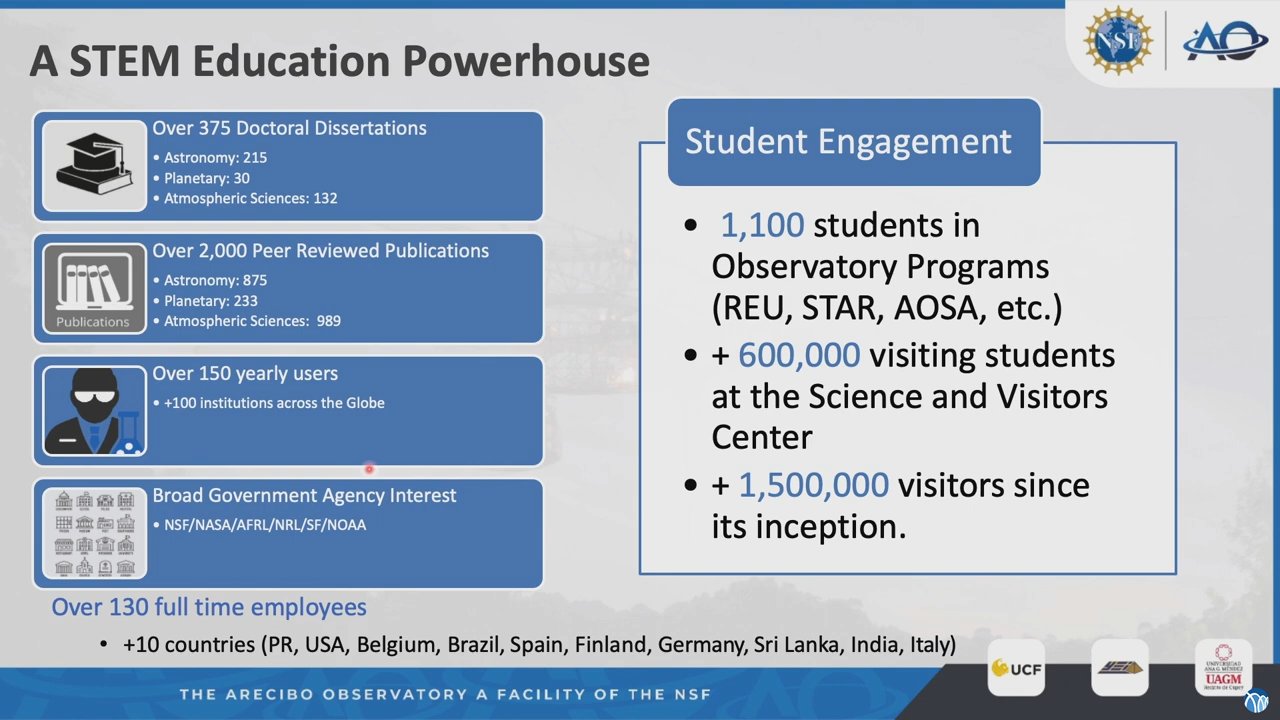 A STEM Education Powerhouse
NSF
AO
Over 375 Doctoral Dissertations
• Astronomy: 215
• Planetary: 30
• Atmospheric Sciences: 132
Over 2,000 Peer Reviewed Publications
• Astronomy: 875
• Planetary: 233
• Atmospheric Sciences: 989
Publications
Over 150 yearly users
• +100 institutions across the Globe
Broad Government Agency Interest
• NSF/NASA/AFRL/NRL/SF/NOAA
Student Engagement
• 1,100 students in
Observatory Programs
(REU, STAR, AOSA, etc.)
• + 600,000 visiting students
at the Science and Visitors
Center
• + 1,500,000 visitors since
its inception.
Over 130 full time employees
• +10 countries (PR, USA, Belgium, Brazil, Spain, Finland, Germany, Sri Lanka, India, Italy)
THE ARECIBO OBSERVATORY A FACILITY OF THE NSF
UCF
UNIVERSIDAD
ANA G. MÉNDEZ
UAGM